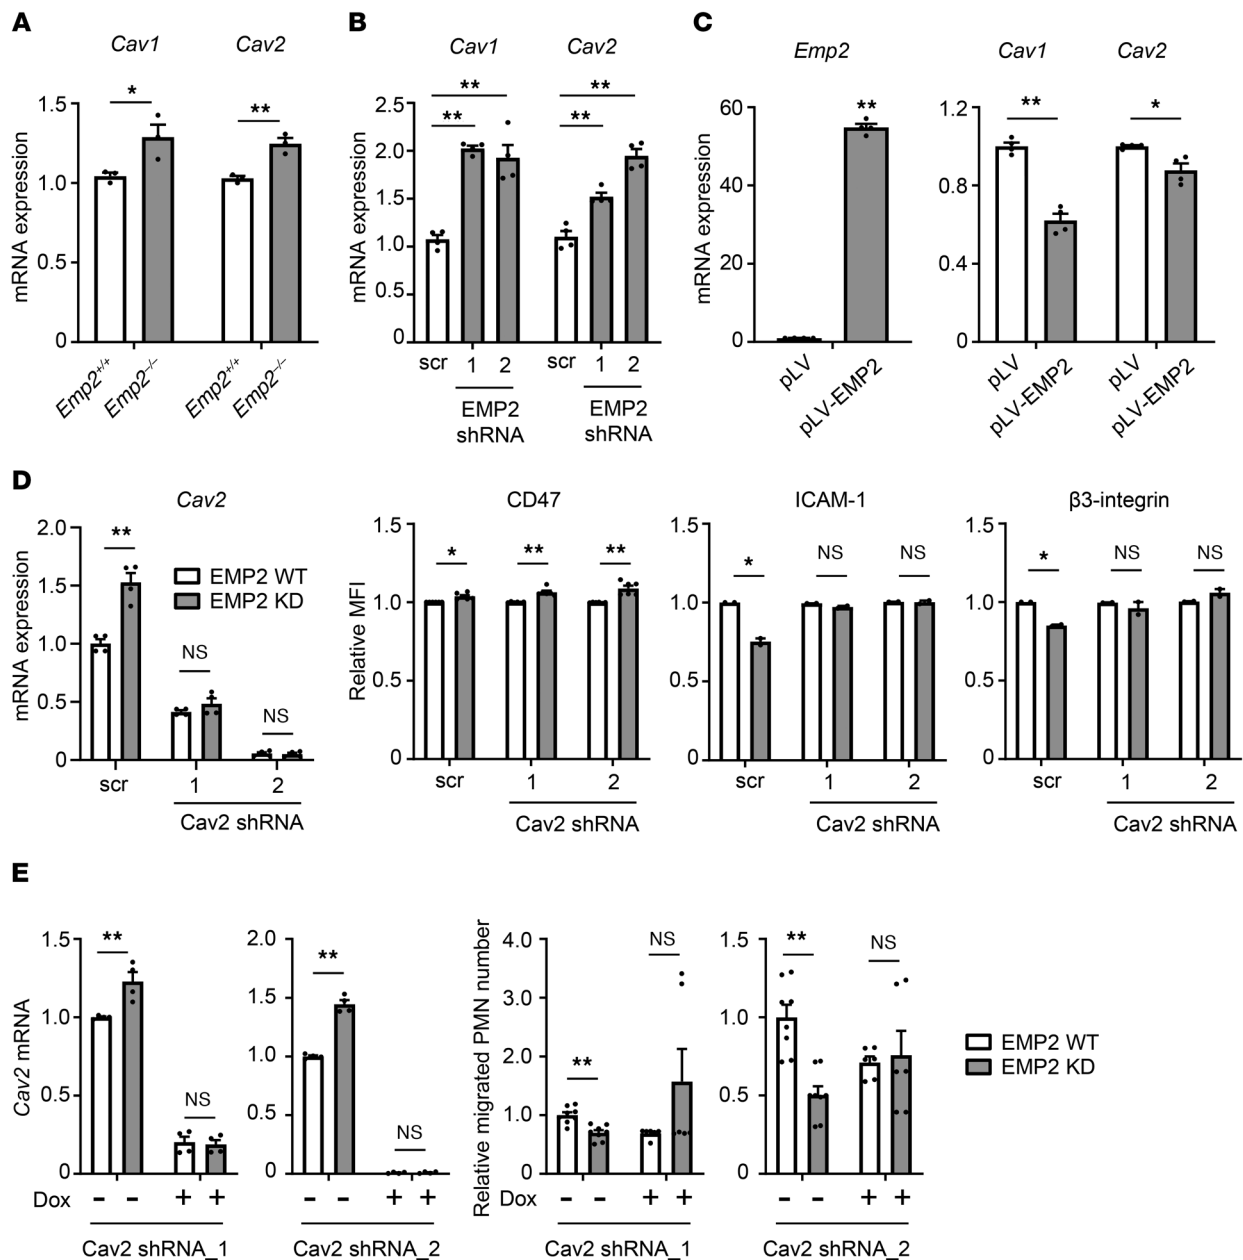 A
Cav1
Cav2
*
**
mRNA expression
1.5
1.0
0.5
0
Emp2+/+
Emp2–/–
Emp2+/+
Emp2–/–
B
Cav1
Cav2
**
**
**
**
mRNA expression
2.5
2.0
1.5
1.0
0.5
2.0
0
scr
1
2
scr
1
2
EMP2
shRNA
EMP2
shRNA
C
Emp2
Cav1
Cav2
**
**
*
mRNA expression
60
40
20
0
pLV
pLV-EMP2
1.2
0.8
0.4
0
pLV
pLV-EMP2
pLV
pLV-EMP2
D
Cav2
**
EMP2 WT
EMP2 KD
NS
NS
mRNA expression
2.0
1.5
1.0
0.5
0
scr
1
2
Cav2 shRNA
CD47
*
**
**
Relative MFI
1.5
1.0
0.5
0
scr
1
2
Cav2 shRNA
ICAM-1
*
NS
NS
1.5
1.0
0.5
0
scr
1
2
Cav2 shRNA
β3-integrin
*
NS
NS
1.5
1.0
0.5
0
scr
1
2
Cav2 shRNA
E
Cav2 mRNA
1.5
1.0
0.5
0
**
NS
Dox
– – + +
Cav2 shRNA_1
2.0
1.5
1.0
0.5
0
**
NS
– – + +
Cav2 shRNA_2
Relative migrated PMN number
4.0
3.0
2.0
1.0
0
**
NS
Dox
– – + +
Cav2 shRNA_1
1.5
1.0
0.5
0
**
NS
– – + +
Cav2 shRNA_2
EMP2 WT
EMP2 KD